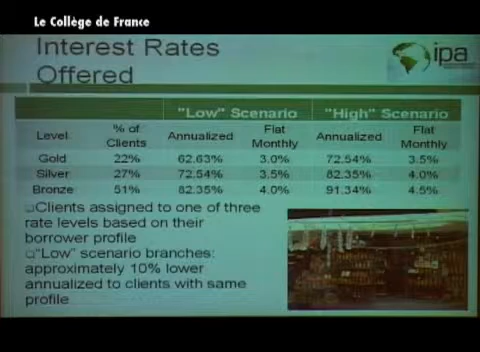 Le Collège de France
Interest Rates
Offered
ipa
"Low" Scenario "High" Scenario
Level % of Clients Annualized Flat Monthly Annualized Flat Monthly
Gold 22% 62.63% 3.0% 72.54% 3.5%
Silver 27% 72.54% 3.5% 82.35% 4.0%
Bronze 51% 82.35% 4.0% 91.34% 4.5%
Clients assigned to one of three
rate levels based on their
borrower profile
"Low" scenario branches:
approximately 10% lower
annualized to clients with same
profile